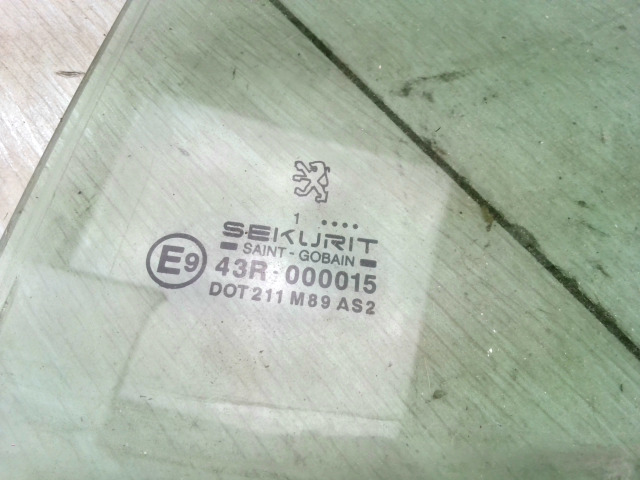 1 ••••
SEKURIT
SAINT-GOBAIN
E9 43R-000015
DOT 211 M89 AS2